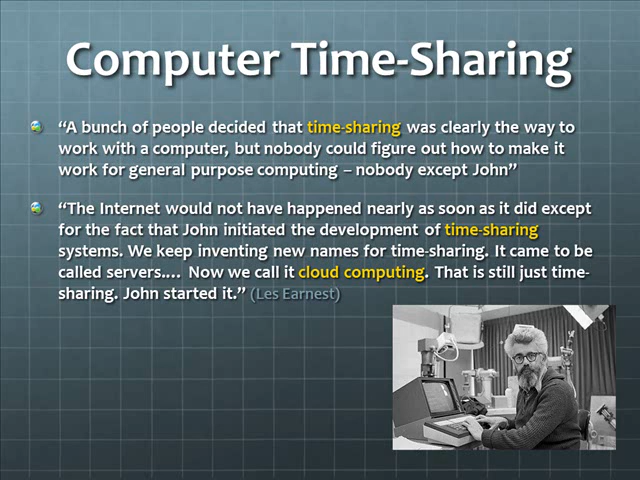 Computer Time-Sharing
“A bunch of people decided that time-sharing was clearly the way to
work with a computer, but nobody could figure out how to make it
work for general purpose computing – nobody except John”
“The Internet would not have happened nearly as soon as it did except
for the fact that John initiated the development of time-sharing
systems. We keep inventing new names for time-sharing. It came to be
called servers.… Now we call it cloud computing. That is still just time-
sharing. John started it.” (Les Earnest)